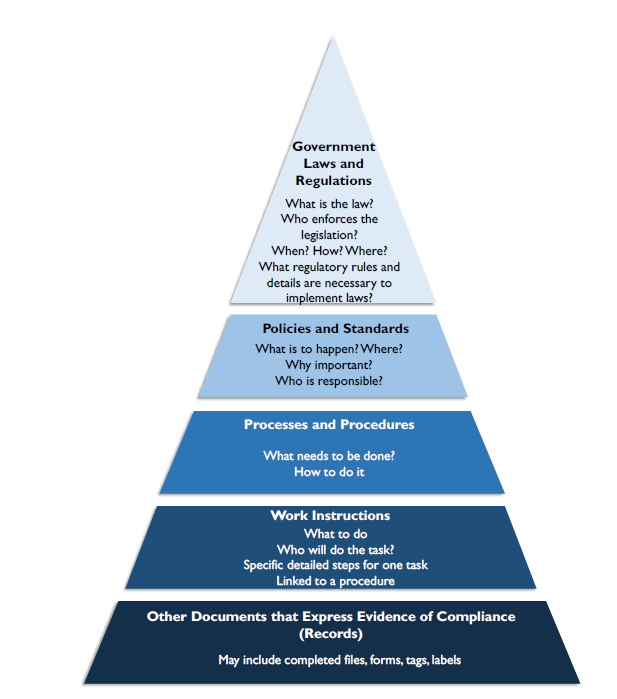 Government
Laws and
Regulations
What is the law?
Who enforces the
legislation?
When? How? Where?
What regulatory rules and
details are necessary to
implement laws?
Policies and Standards
What is to happen? Where?
Why important?
Who is responsible?
Processes and Procedures
What needs to be done?
How to do it
Work Instructions
What to do
Who will do the task?
Specific detailed steps for one task
Linked to a procedure
Other Documents that Express Evidence of Compliance
(Records)
May include completed files, forms, tags, labels